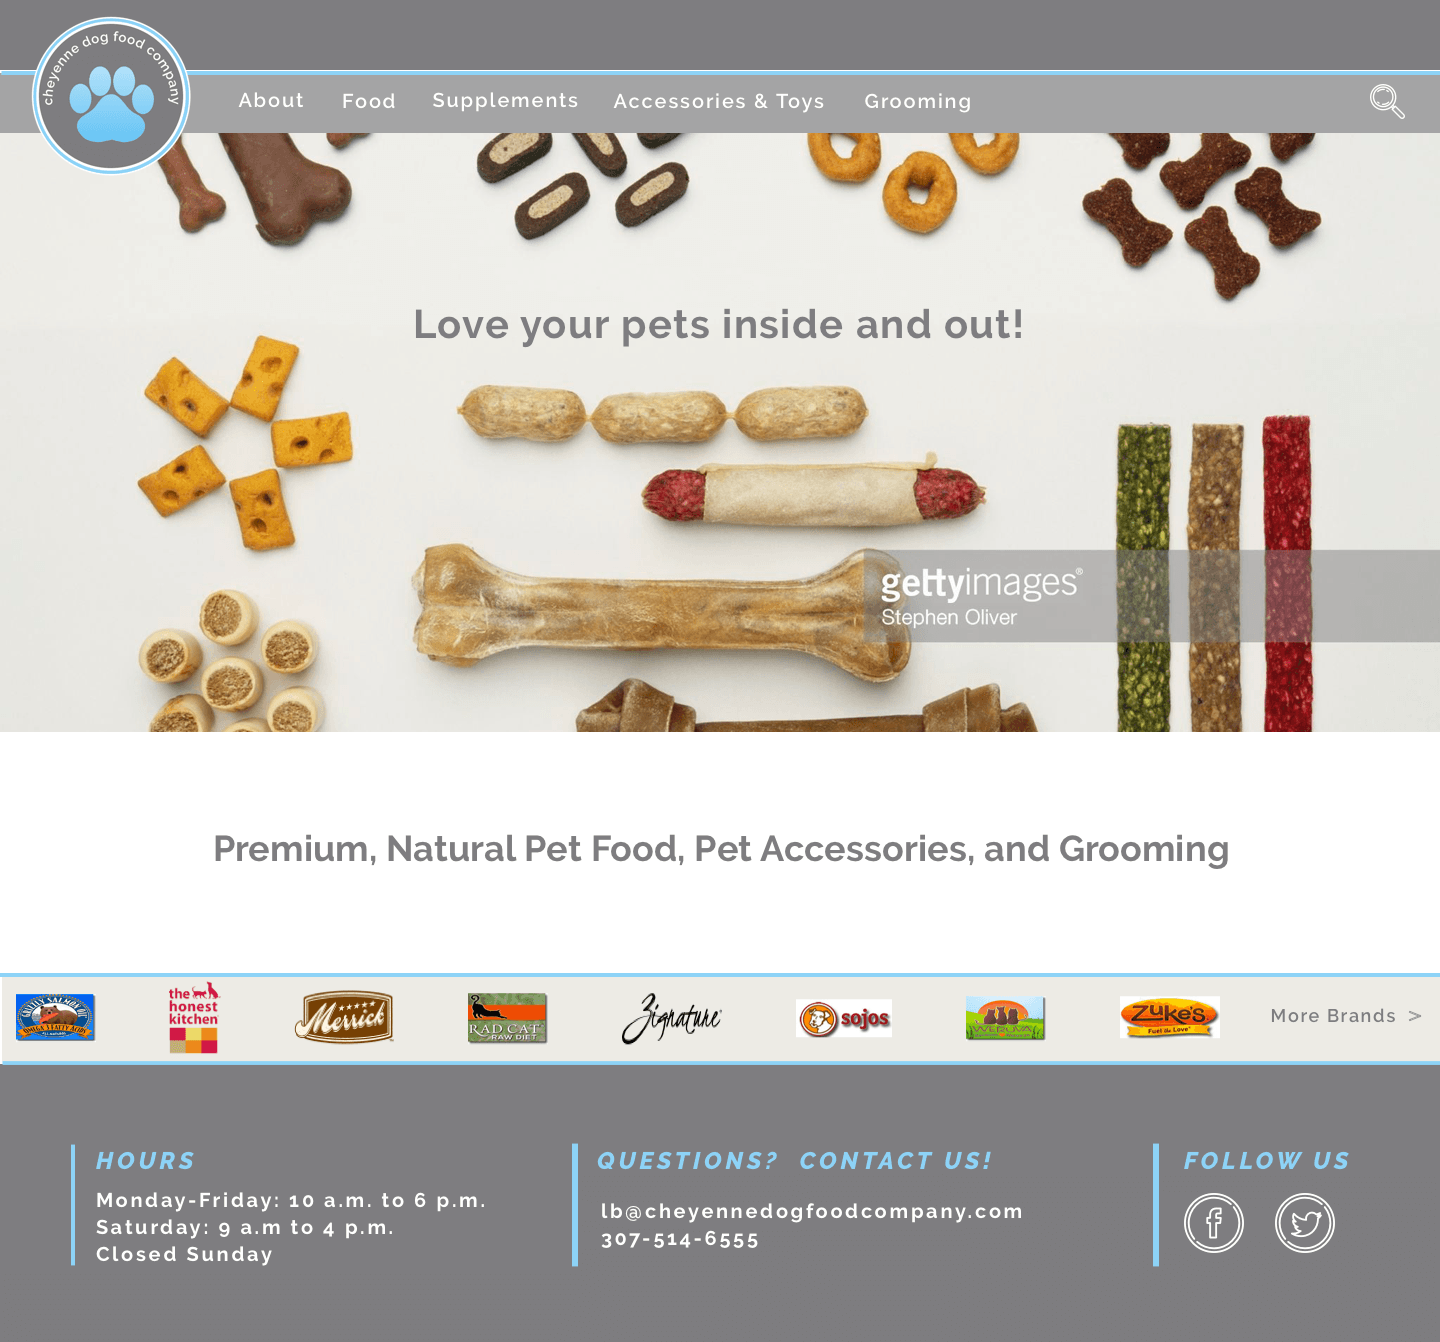 cheyenne dog food company
About Food Supplements Accessories & Toys Grooming
Love your pets inside and out!
gettyimages®
Stephen Oliver
Premium, Natural Pet Food, Pet Accessories, and Grooming
the
honest
kitchen
Merrick
RAD CAT
RAW DIET
Zignature
sojos
WERUVA
Zuke's
Fuel the Love
More Brands >
HOURS
Monday-Friday: 10 a.m. to 6 p.m.
Saturday: 9 a.m to 4 p.m.
Closed Sunday
QUESTIONS? CONTACT US!
lb@cheyennedogfoodcompany.com
307-514-6555
FOLLOW US